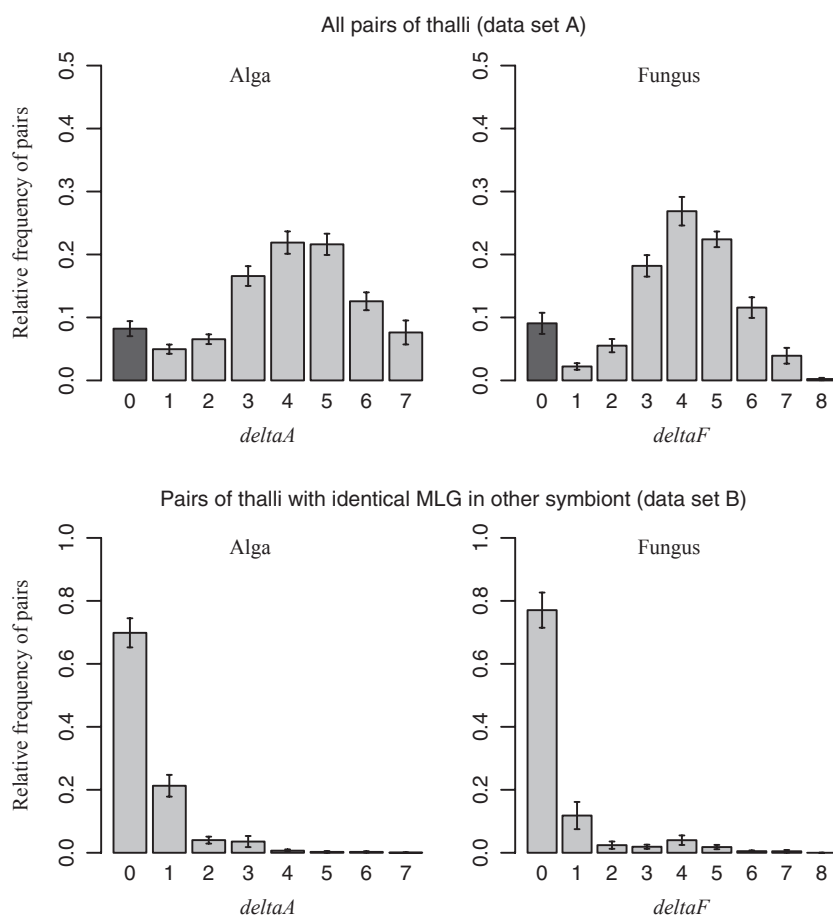 All pairs of thalli (data set A)
Alga
Fungus
Relative frequency of pairs
0.5
0.4
0.3
0.2
0.1
0.0
0 1 2 3 4 5 6 7
deltaA
0.5
0.4
0.3
0.2
0.1
0.0
0 1 2 3 4 5 6 7 8
deltaF
Pairs of thalli with identical MLG in other symbiont (data set B)
Alga
Fungus
Relative frequency of pairs
1.0
0.8
0.6
0.4
0.2
0.0
0 1 2 3 4 5 6 7
deltaA
1.0
0.8
0.6
0.4
0.2
0.0
0 1 2 3 4 5 6 7 8
deltaF